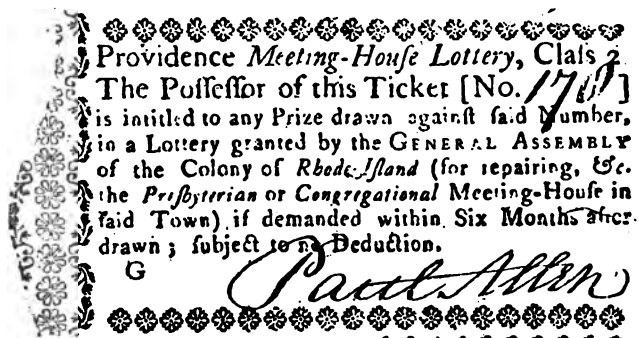 Providence Meeting-Houſe Lottery, Claſs 2
The Poſſeſſor of this Ticket [No. ]
is intitled to any Prize drawn againſt ſaid Number,
in a Lottery granted by the GENERAL ASSEMBLY
of the Colony of Rhode-Iſland (for repairing, &c.
the Preſbyterian or Congregational Meeting-Houſe in
ſaid Town) if demanded within Six Months after
drawn; ſubject to no Deduction.
G
Paul Allen